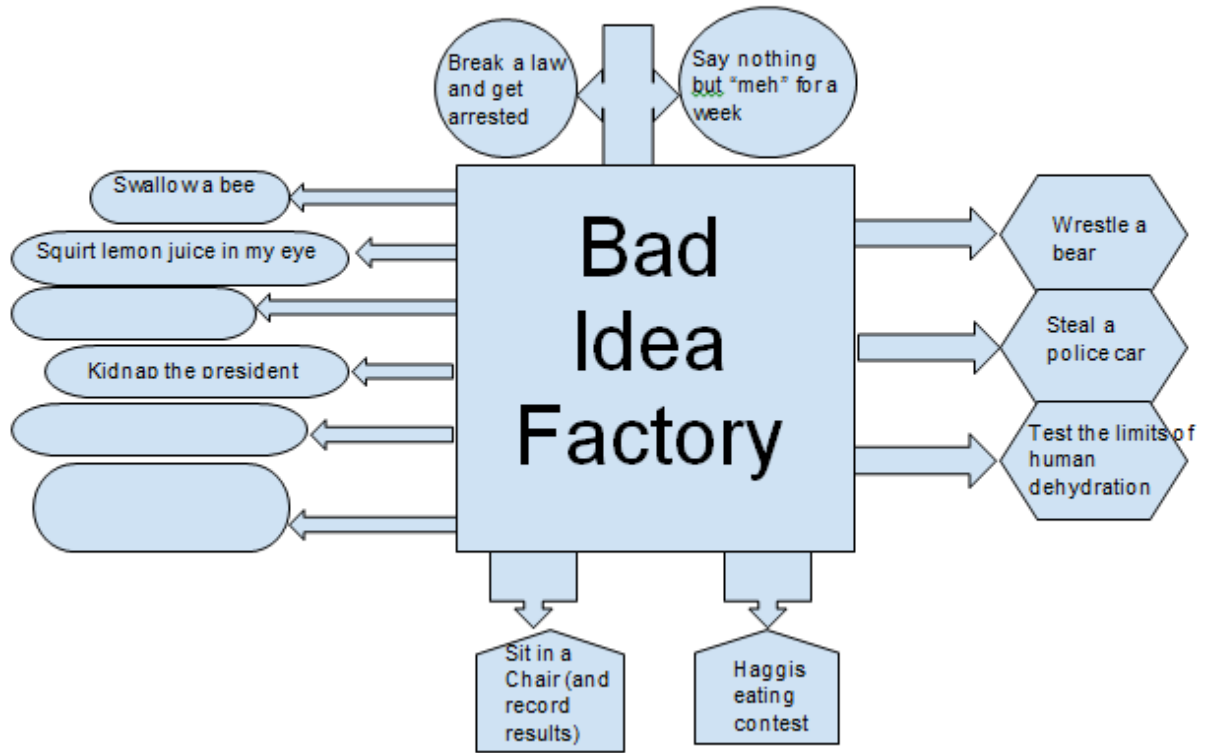 Break a law
and get
arrested
Say nothing
but “meh” for a
week
Swallow a bee
Squirt lemon juice in my eye
Kidnap the president
Bad
Idea
Factory
Wrestle a
bear
Steal a
police car
Test the limits of
human
dehydration
Sit in a
Chair (and
record
results)
Haggis
eating
contest